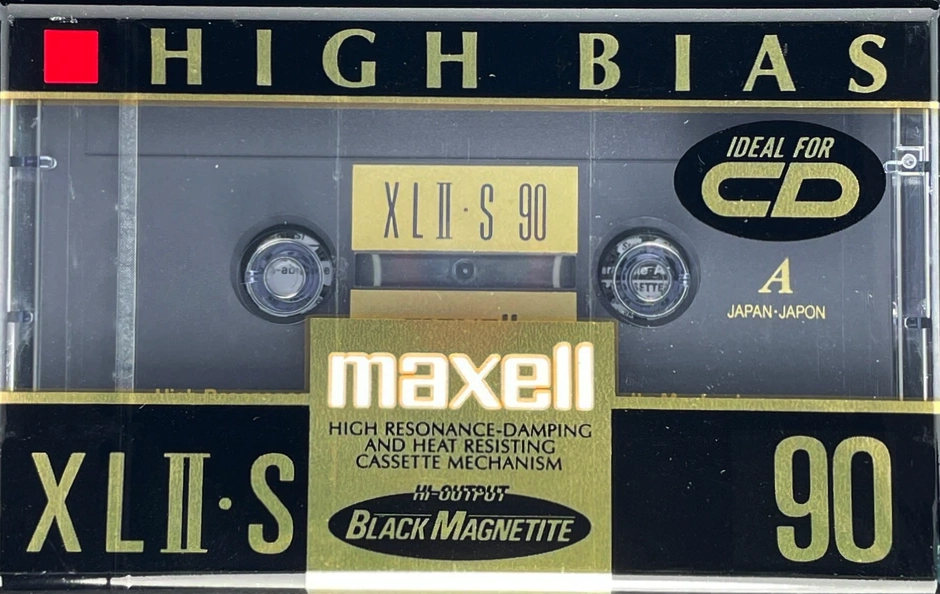 HIGH BIAS
IDEAL FOR
CD
XLII·S 90
A
JAPAN·JAPON
maxell
HIGH RESONANCE-DAMPING
AND HEAT RESISTING
CASSETTE MECHANISM
HI-OUTPUT
BLACK MAGNETITE
XLII·S
90